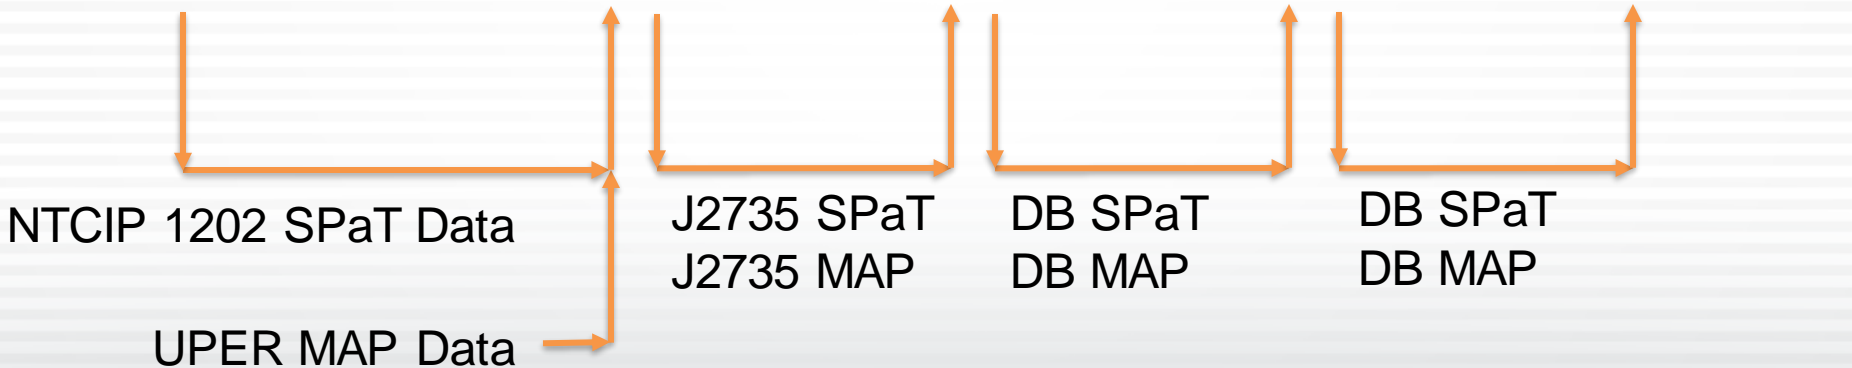 NTCIP 1202 SPaT Data
UPER MAP Data
J2735 SPaT
J2735 MAP
DB SPaT
DB MAP
DB SPaT
DB MAP